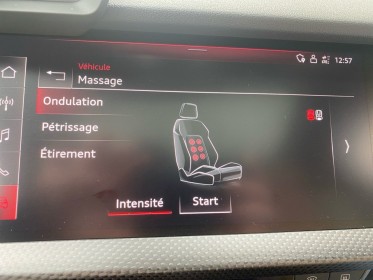 Véhicule
Massage
12:57
Ondulation
Pétrissage
Étirement
Intensité
Start